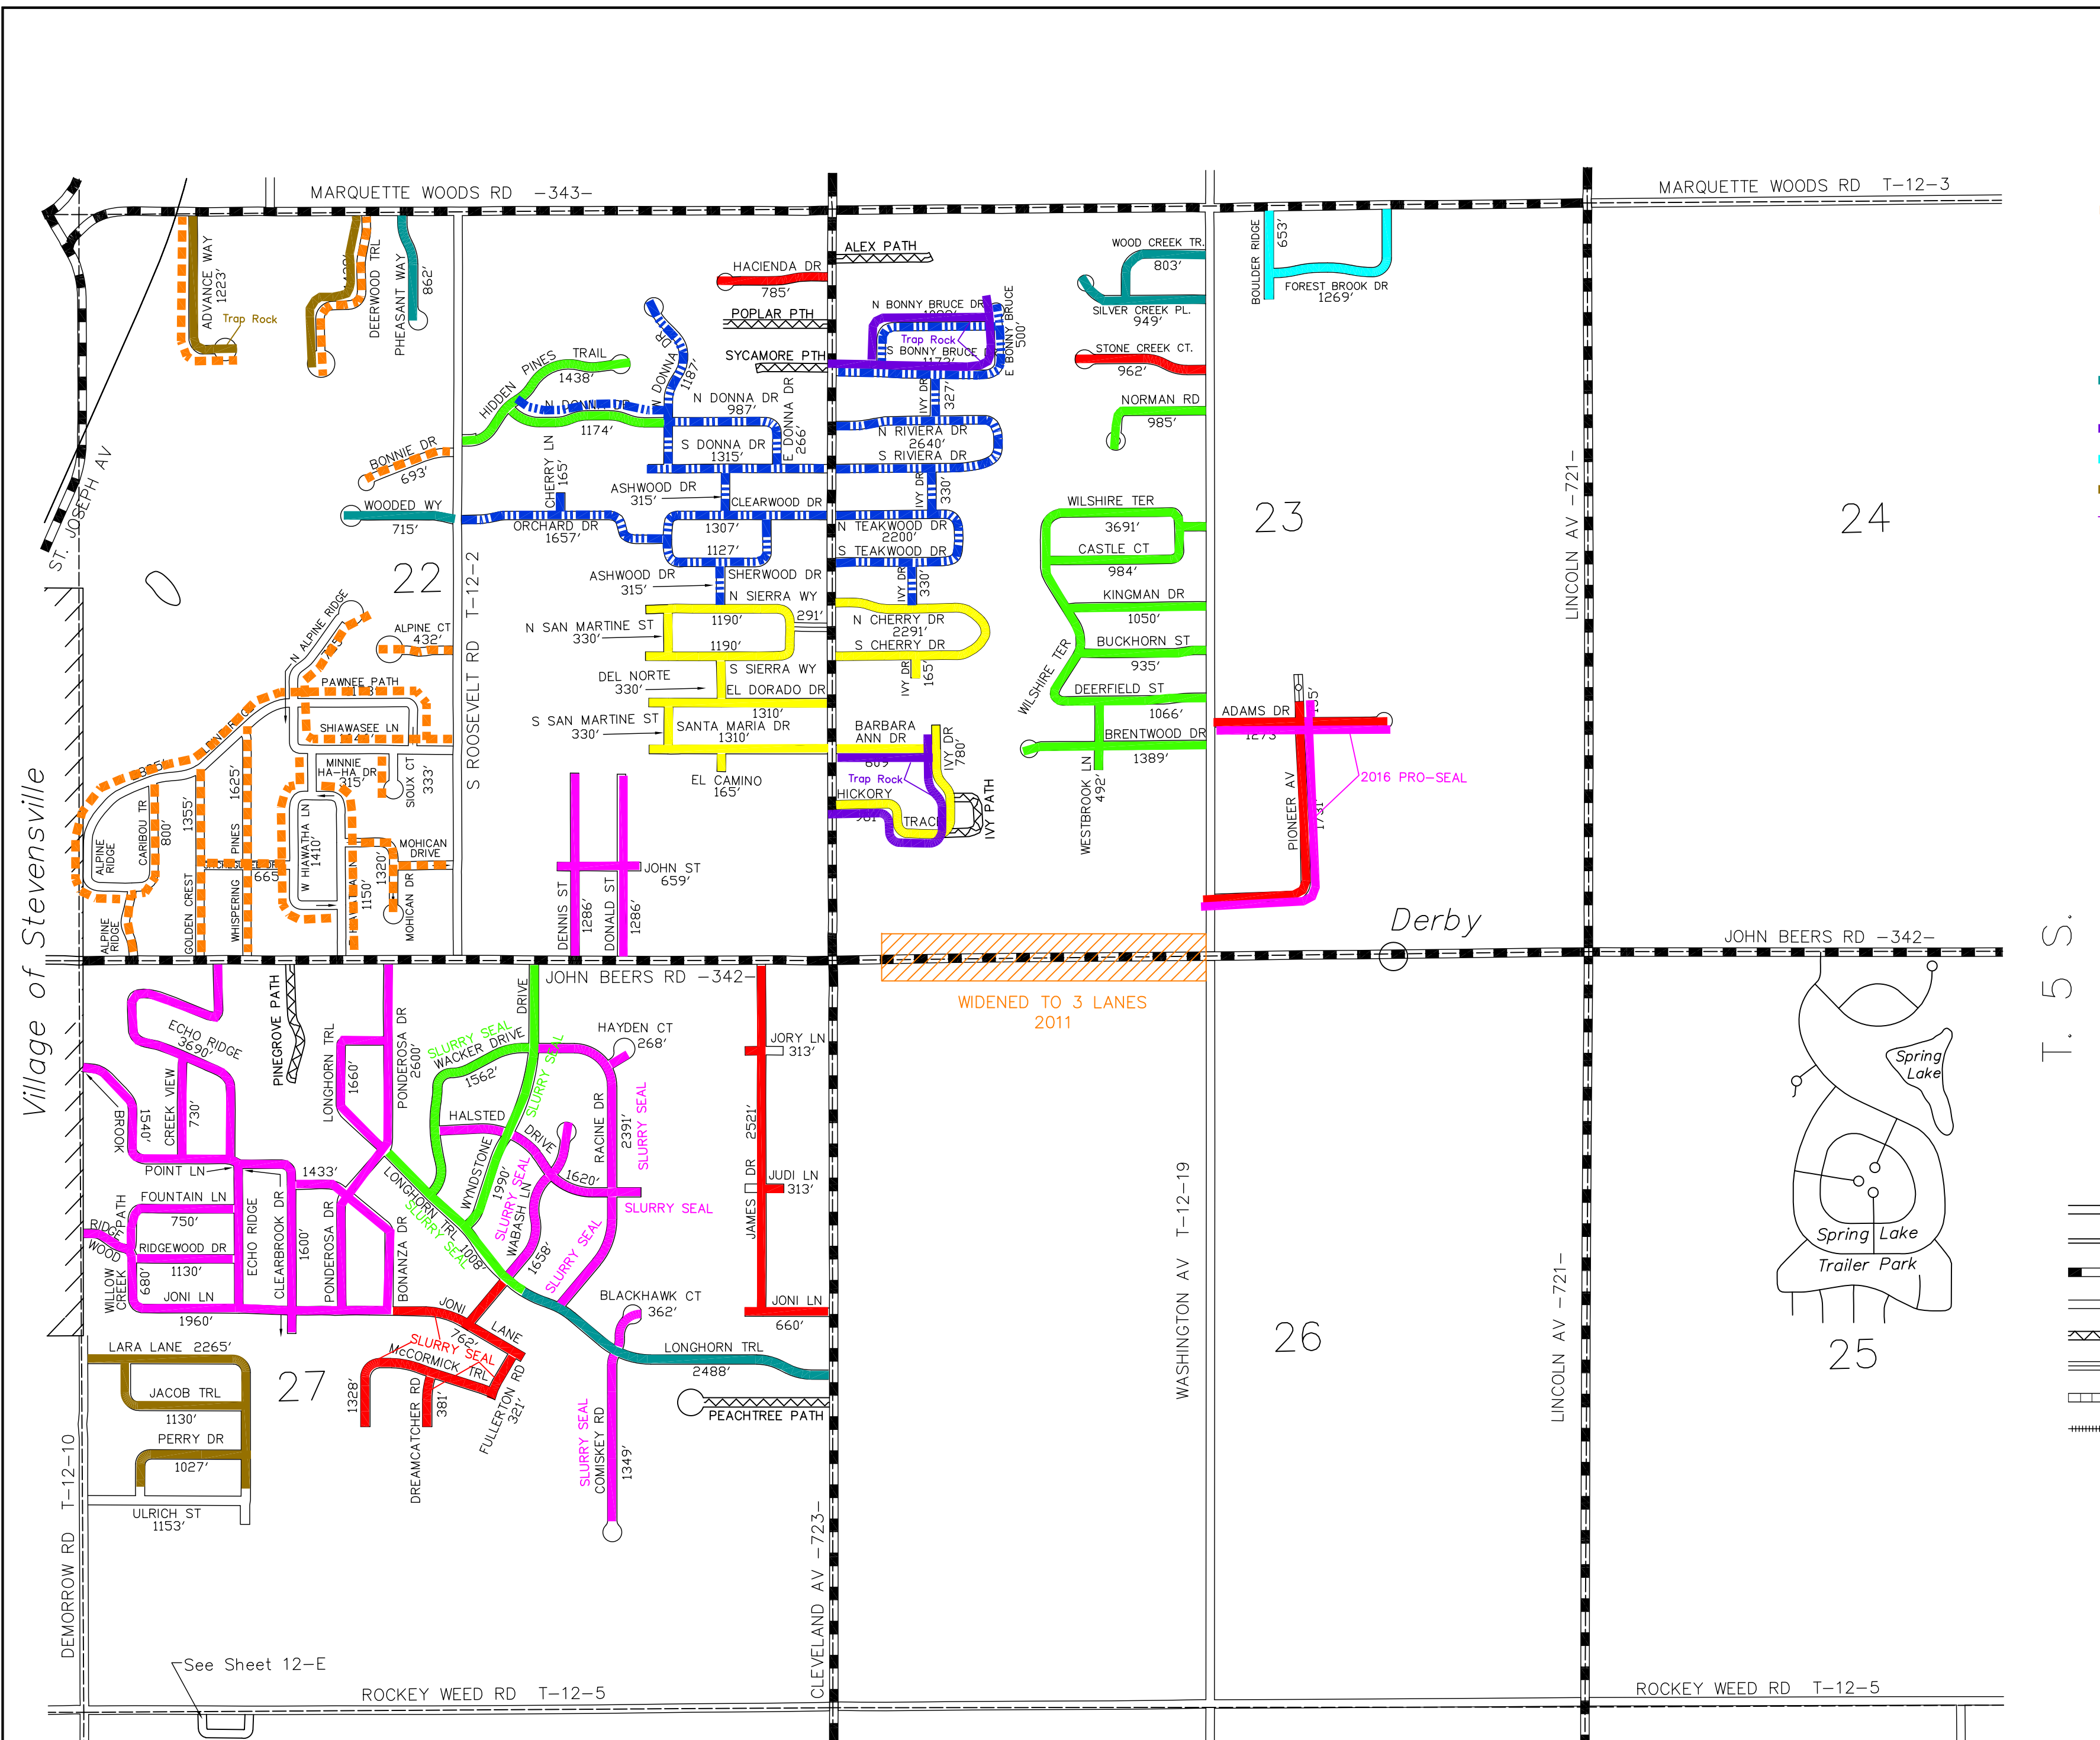 MARQUETTE WOODS RD -343-
MARQUETTE WOODS RD T-12-3
ADVANCE WAY
1223'
Trap Rock
DEERWOOD TRL
PHEASANT WAY
862'
HACIENDA DR
785'
ALEX PATH
POPLAR PTH
SYCAMORE PTH
N BONNY BRUCE DR
Trap Rock
S BONNY BRUCE
E BONNY BRUCE
500'
WOOD CREEK TR.
803'
SILVER CREEK PL.
949'
STONE CREEK CT.
962'
BOULDER RIDGE
653'
FOREST BROOK DR
1269'
HIDDEN PINES TRAIL
1438'
N DONNA DR
1174'
W DONNA DR
1187'
N DONNA DR
987'
S DONNA DR
1315'
E DONNA DR
266'
IVY DR
327'
N RIVIERA DR
2640'
S RIVIERA DR
NORMAN RD
985'
BONNIE DR
693'
WOODED WY
715'
CHERRY LN
165'
ORCHARD DR
1657'
ASHWOOD DR
315'
CLEARWOOD DR
1307'
1127'
IVY DR
330'
N TEAKWOOD DR
2200'
S TEAKWOOD DR
ASHWOOD DR
315'
SHERWOOD DR
IVY DR
330'
WILSHIRE TER
3691'
CASTLE CT
984'
KINGMAN DR
1050'
BUCKHORN ST
935'
WILSHIRE TER
DEERFIELD ST
1066'
BRENTWOOD DR
1389'
WESTBROOK LN
492'
ST. JOSEPH AV
22
23
24
S ROOSEVELT RD T-12-2
LINCOLN AV -721-
N SIERRA WY
1190'
291'
N SAN MARTINE ST
330'
1190'
S SIERRA WY
DEL NORTE
330'
EL DORADO DR
1310'
S SAN MARTINE ST
330'
SANTA MARIA DR
1310'
EL CAMINO
165'
N CHERRY DR
2291'
S CHERRY DR
IVY DR
165'
BARBARA
ANN DR
809'
Trap Rock
IVY DR
780'
HICKORY
981'
TRACE
IVY PATH
N ALPINE RIDGE
ALPINE CT
432'
PAWNEE PATH
SHIAWASEE LN
MINNIE
HA-HA DR
315'
SIOUX CT
333'
ALPINE
RIDGE
CARIBOU TR
800'
1355'
GOLDEN CREST
1625'
WHISPERING PINES
665'
W HIAWATHA LN
1410'
1150'
1320'
MOHICAN
DRIVE
MOHICAN DR
ALPINE
RIDGE
DENNIS ST
1286'
DONALD ST
1286'
JOHN ST
659'
ADAMS DR
1273'
PIONEER AV
2016 PRO-SEAL
Village of Stevensville
Derby
JOHN BEERS RD -342-
JOHN BEERS RD -342-
WIDENED TO 3 LANES
2011
T. 5 S.
ECHO RIDGE
3690'
PINEGROVE PATH
LONGHORN TRL
1660'
PONDEROSA DR
2600'
BROOK
1540'
CREEK VIEW
730'
POINT LN
1433'
FOUNTAIN LN
750'
RIDGE
WOOD
PATH
RIDGEWOOD DR
1130'
WILLOW
CREEK
680'
JONI LN
1960'
ECHO RIDGE
CLEARBROOK DR
1600'
PONDEROSA DR
BONANZA DR
DRIVE
SLURRY SEAL
WACKER DRIVE
1562'
SLURRY SEAL
HAYDEN CT
268'
HALSTED
DRIVE
WYNDSTONE
1990'
SLURRY SEAL
WABASH LN
1658'
1620'
RACINE DR
2391'
SLURRY SEAL
SLURRY SEAL
SLURRY SEAL
LONGHORN TRL
1008'
SLURRY SEAL
JORY LN
313'
2521'
JUDI LN
313'
JAMES DR
JONI LN
660'
JONI LANE
762'
SLURRY SEAL
McCORMICK TRL
1328'
DREAMCATCHER RD
381'
FULLERTON RD
321'
BLACKHAWK CT
362'
LONGHORN TRL
2488'
PEACHTREE PATH
SLURRY SEAL
COMISKEY RD
1349'
LARA LANE 2265'
JACOB TRL
1130'
PERRY DR
1027'
ULRICH ST
1153'
27
26
25
WASHINGTON AV T-12-19
LINCOLN AV -721-
Spring
Lake
Spring Lake
Trailer Park
DEMORROW RD T-12-10
CLEVELAND AV -723-
See Sheet 12-E
ROCKEY WEED RD T-12-5
ROCKEY WEED RD T-12-5